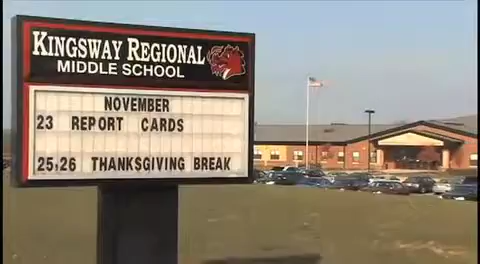 KINGSWAY REGIONAL
MIDDLE SCHOOL
NOVEMBER
23 REPORT CARDS
25,26 THANKSGIVING BREAK